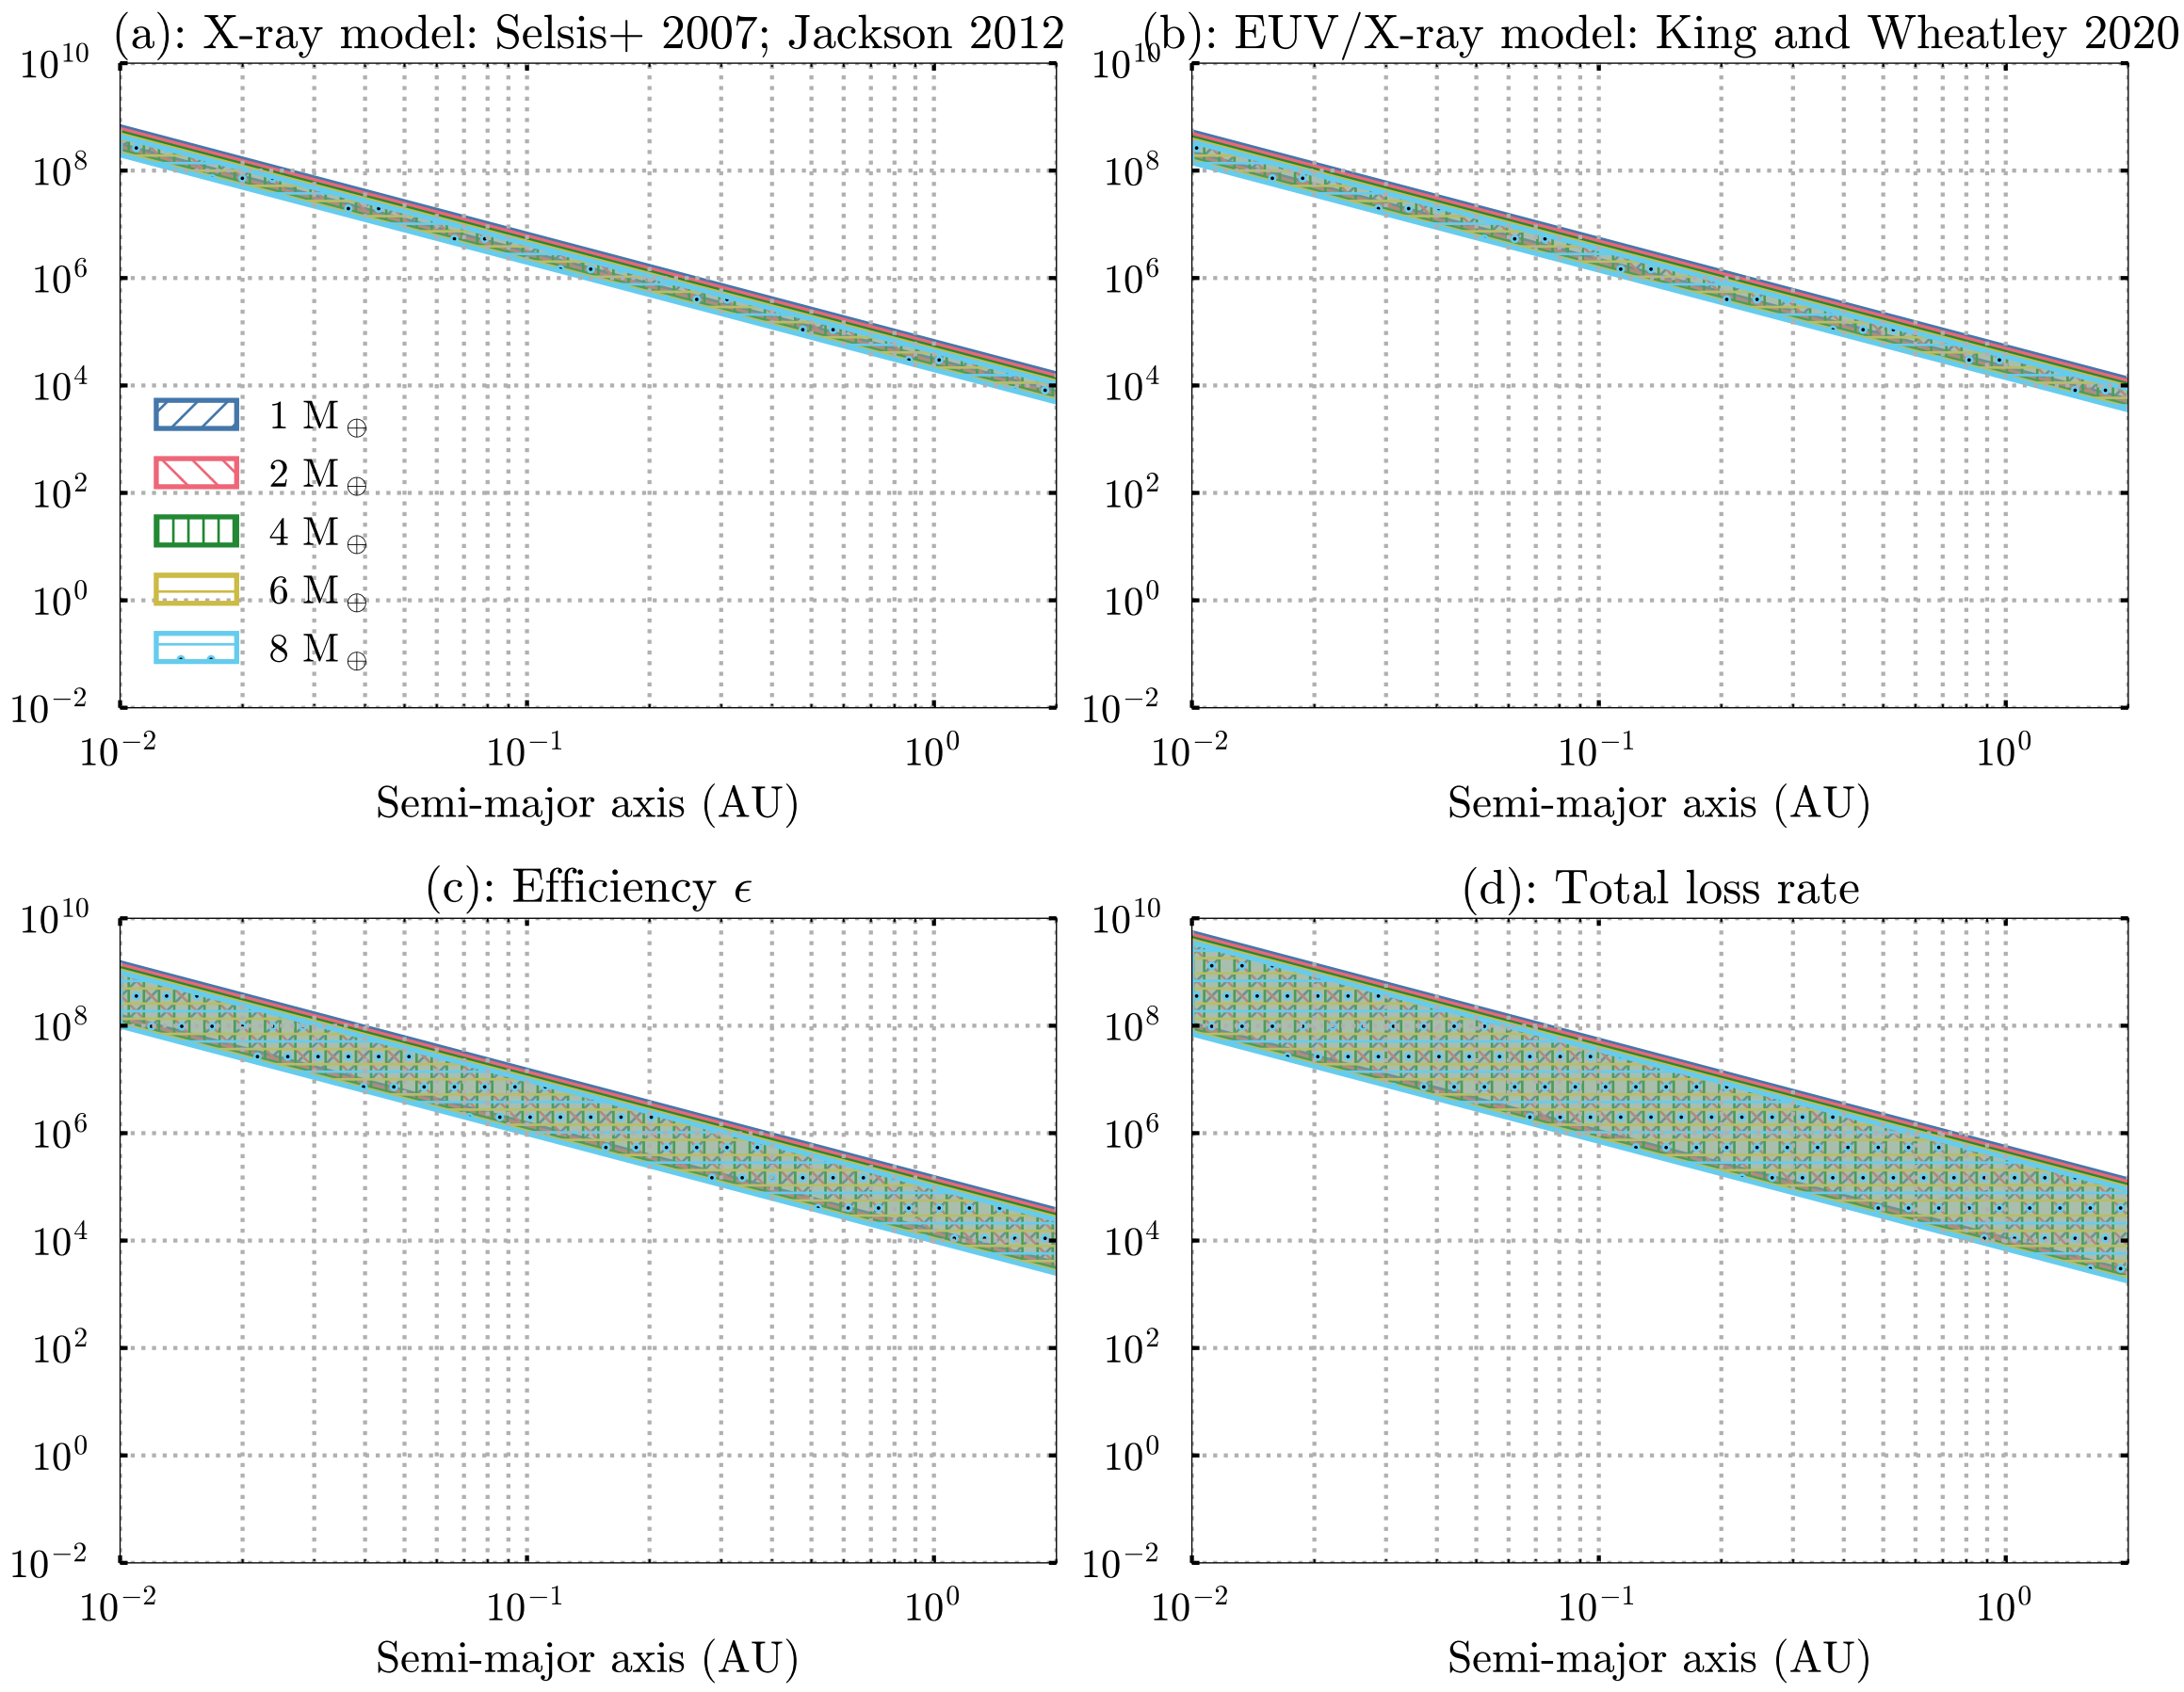 (a): X-ray model: Selsis+ 2007; Jackson 2012
10^10
10^8
10^6
10^4
10^2
10^0
10^−2
1 M⊕
2 M⊕
4 M⊕
6 M⊕
8 M⊕
10^−2 10^−1 10^0
Semi-major axis (AU)
(b): EUV/X-ray model: King and Wheatley 2020
10^10
10^8
10^6
10^4
10^2
10^0
10^−2
10^−2 10^−1 10^0
Semi-major axis (AU)
(c): Efficiency ϵ
10^10
10^8
10^6
10^4
10^2
10^0
10^−2
10^−2 10^−1 10^0
Semi-major axis (AU)
(d): Total loss rate
10^10
10^8
10^6
10^4
10^2
10^0
10^−2
10^−2 10^−1 10^0
Semi-major axis (AU)